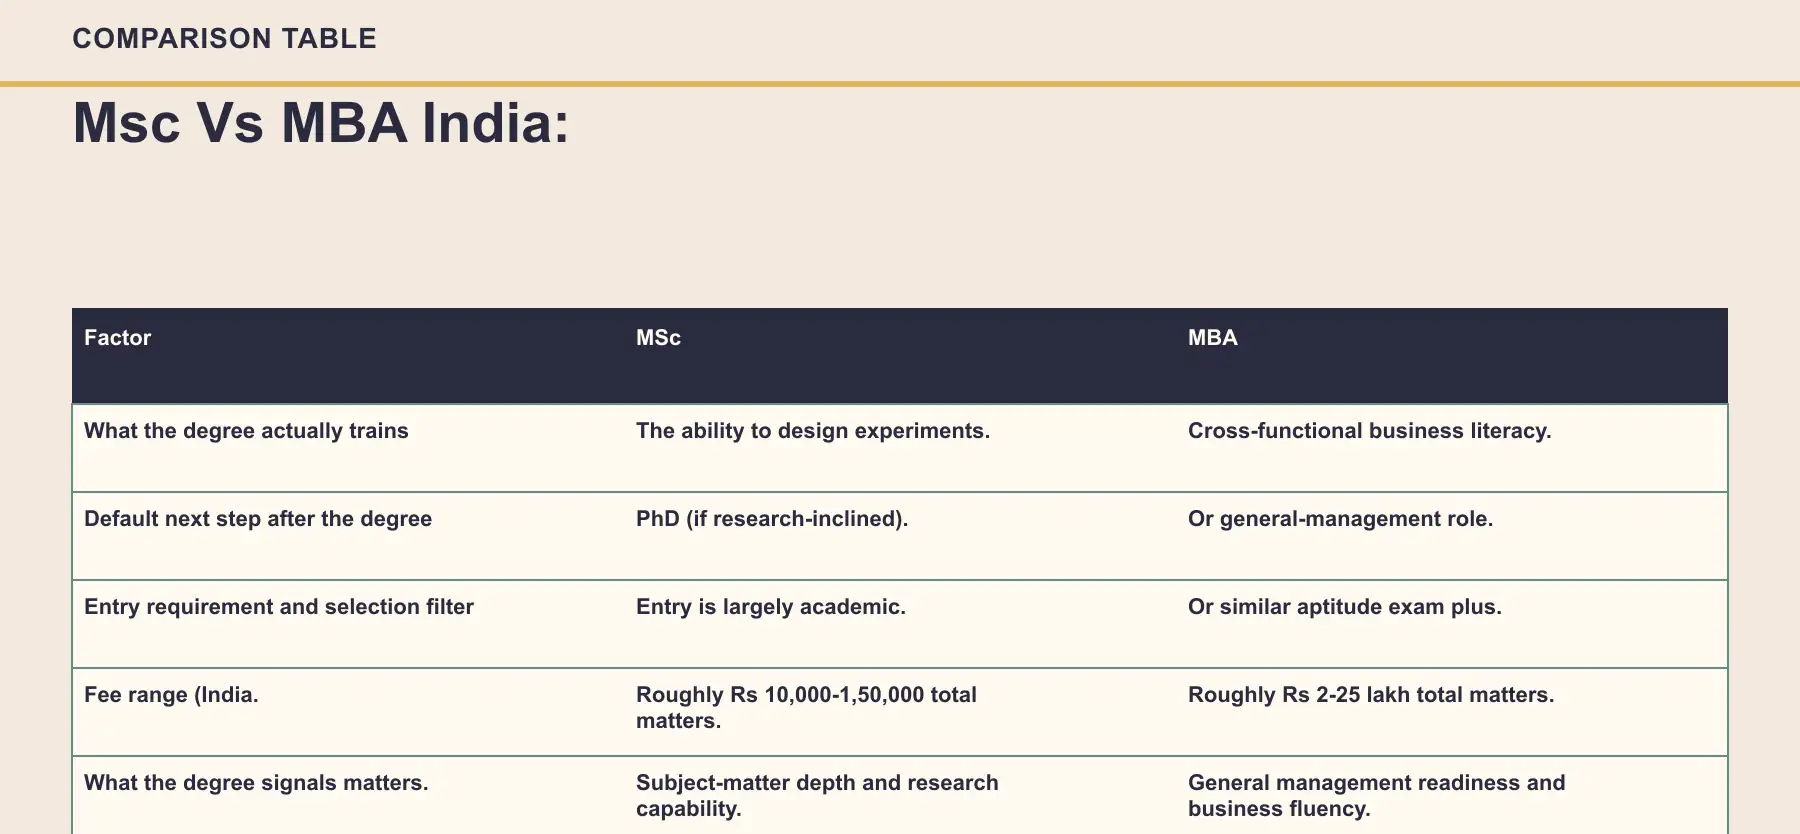 COMPARISON TABLE
Msc Vs MBA India:
Factor MSc MBA
What the degree actually trains The ability to design experiments. Cross-functional business literacy.
Default next step after the degree PhD (if research-inclined). Or general-management role.
Entry requirement and selection filter Entry is largely academic. Or similar aptitude exam plus.
Fee range (India. Roughly Rs 10,000-1,50,000 total Roughly Rs 2-25 lakh total matters.
matters.
What the degree signals matters. Subject-matter depth and research General management readiness and
capability. business fluency.